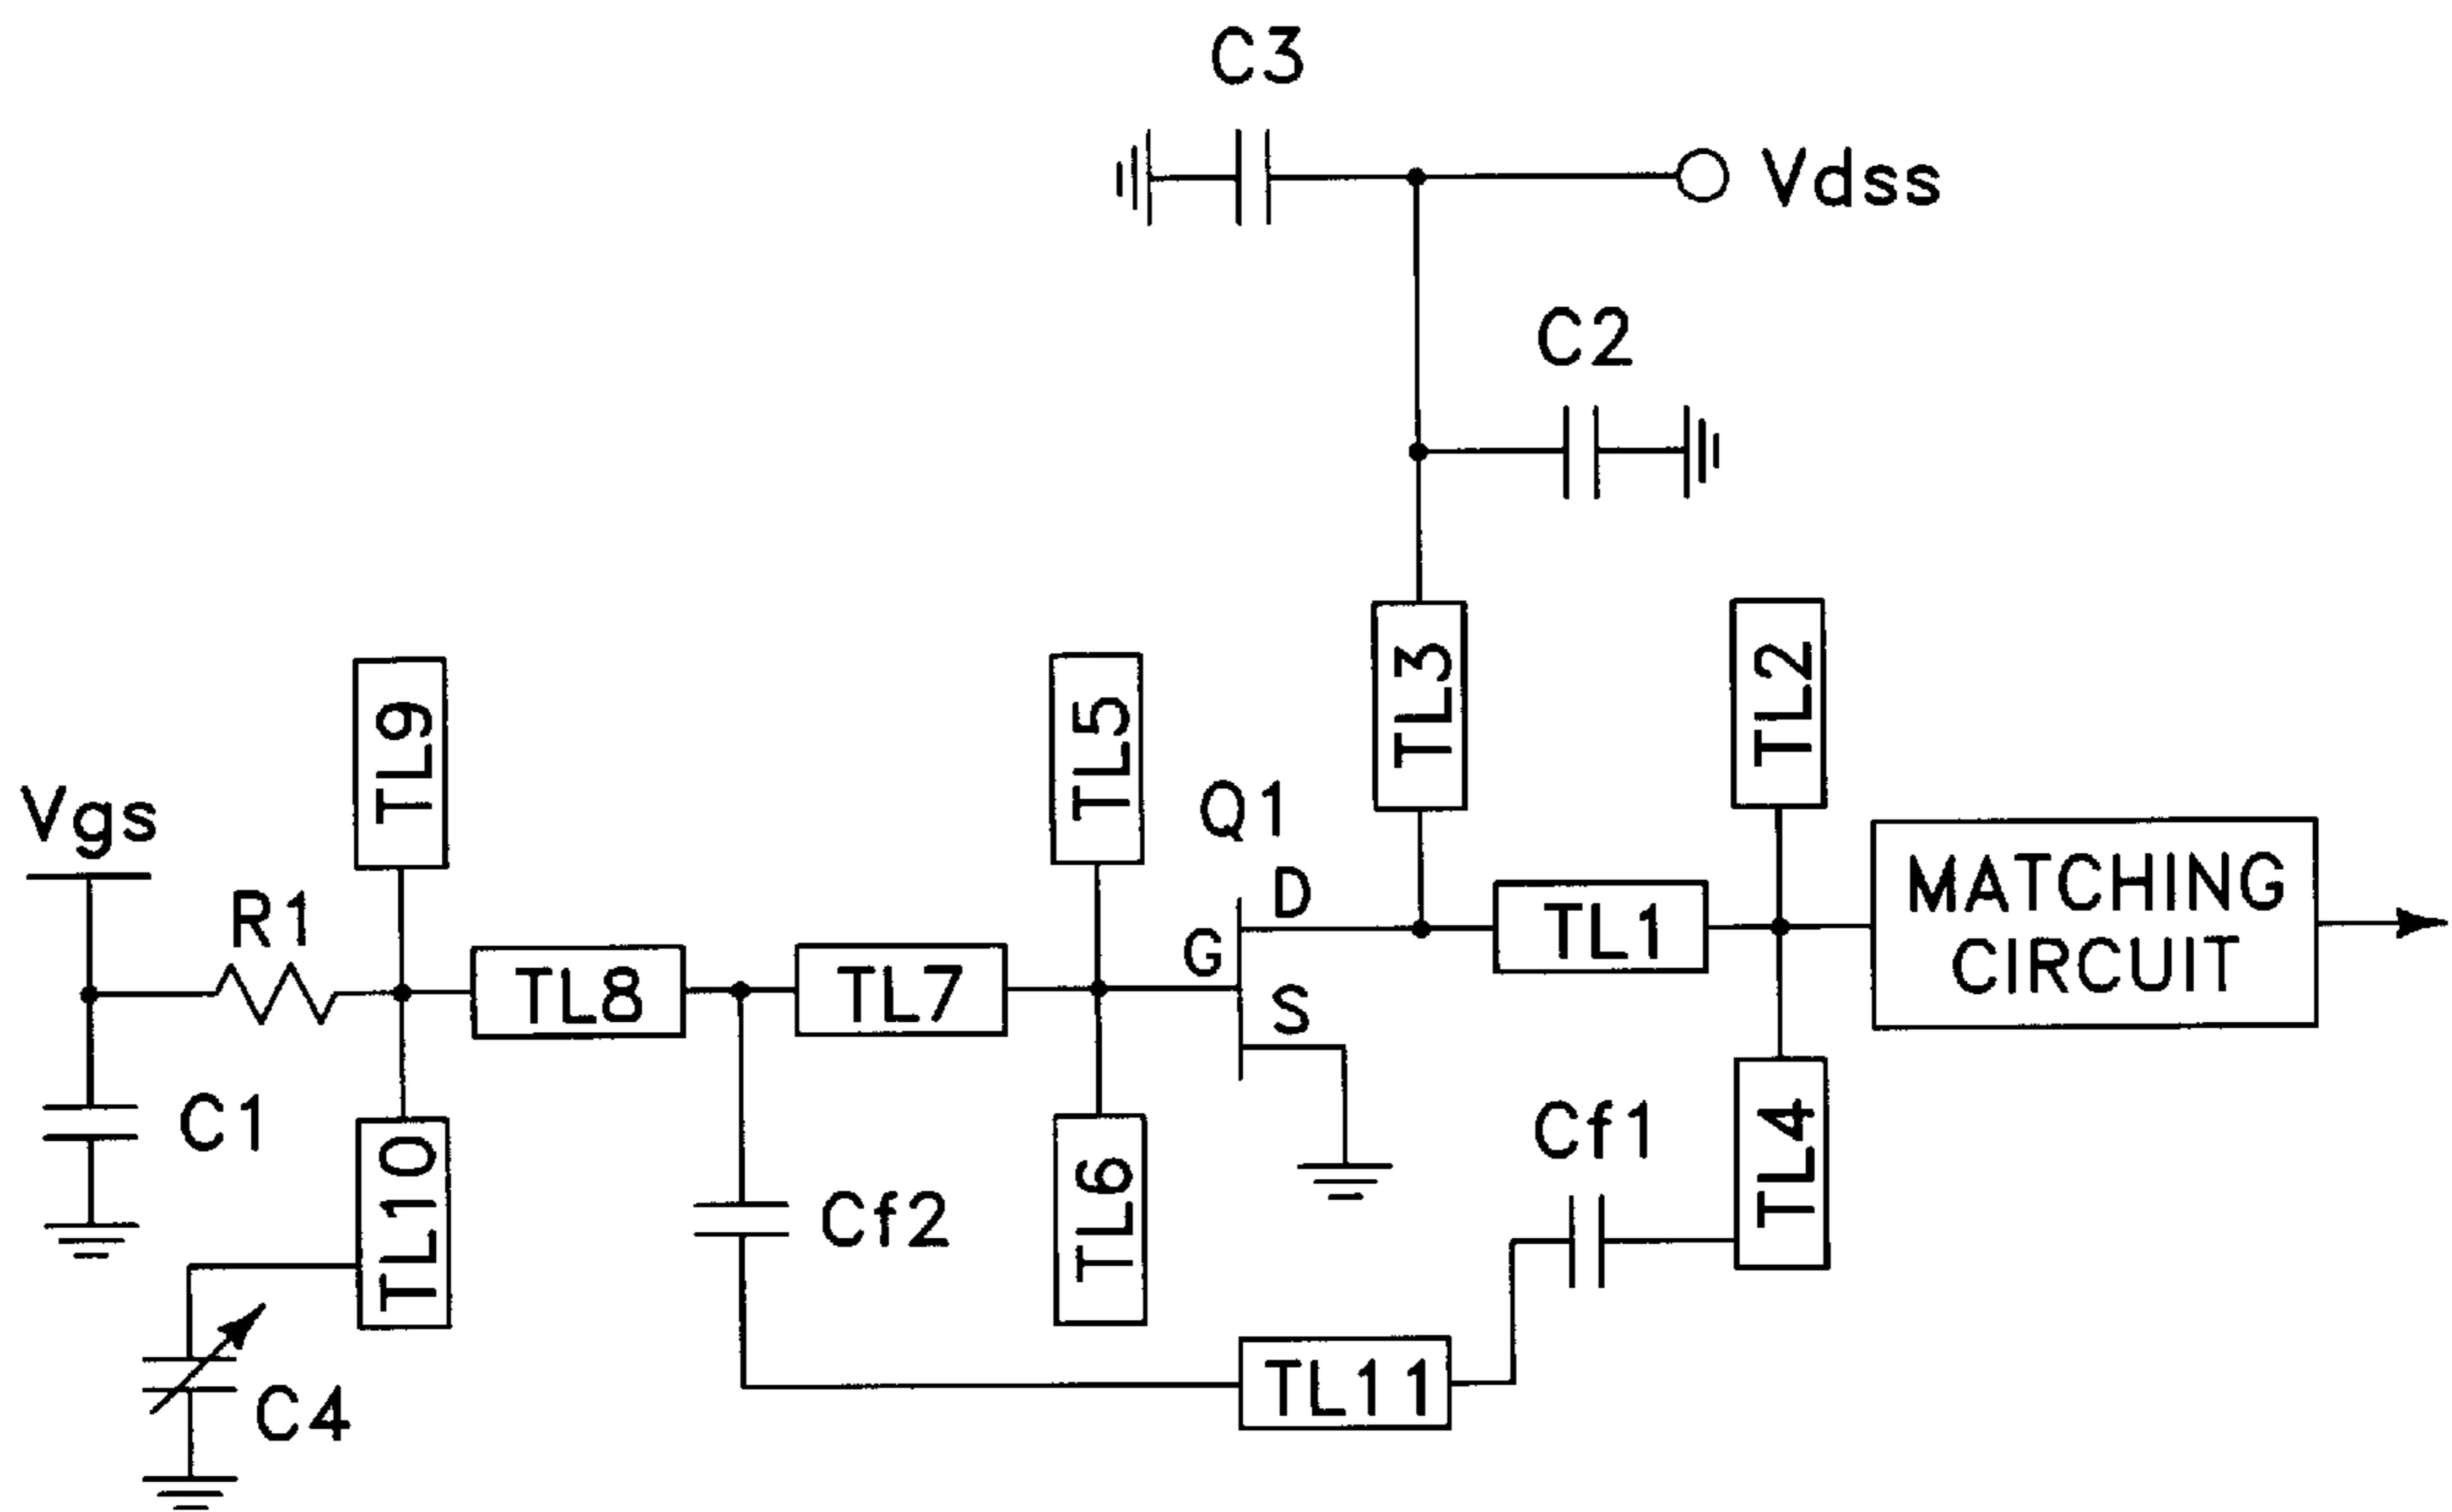 C3
Vdss
C2
TL3
TL2
TL9
TL5
Vgs
Q1
R1
D
G
MATCHING
CIRCUIT
TL1
TL8
TL7
S
C1
TL10
Cf2
TL6
Cf1
TL4
C4
TL11